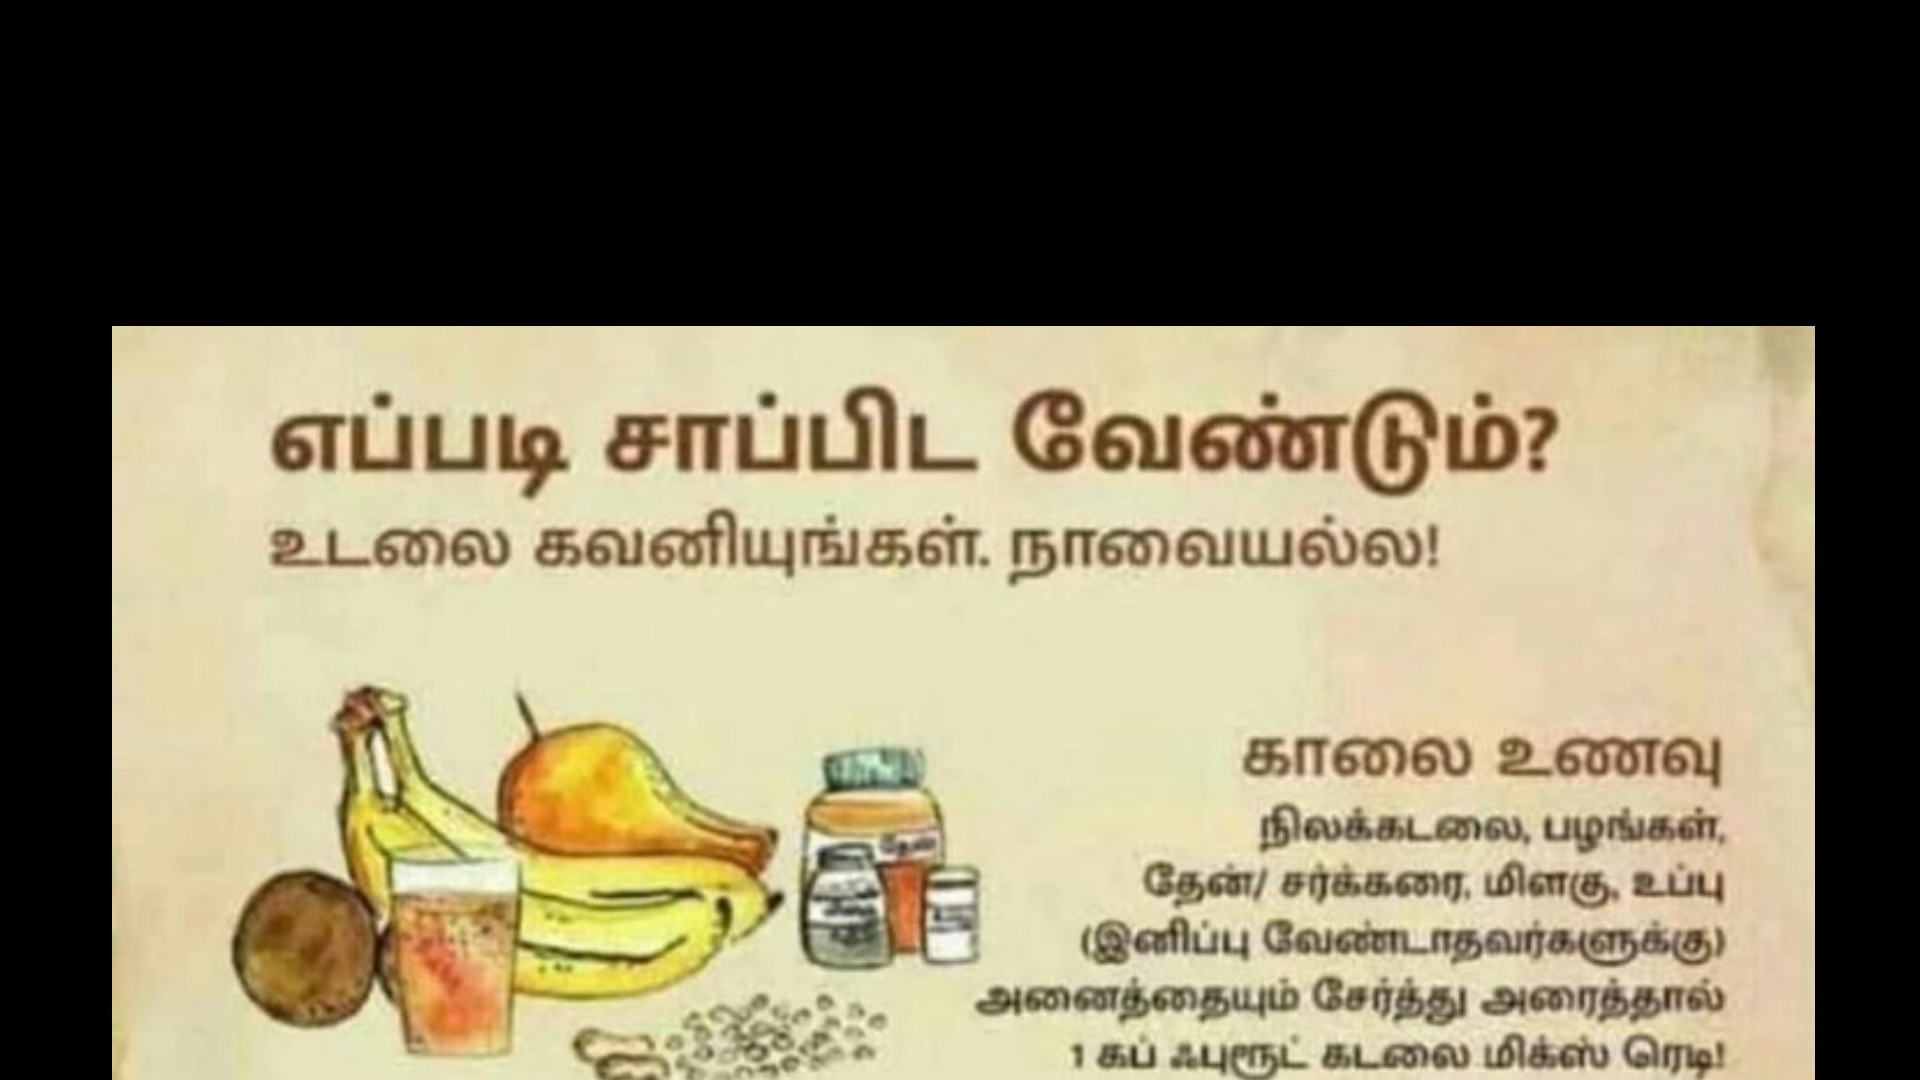 எப்படி சாப்பிட வேண்டும்?
உடலை கவனியுங்கள். நாவையல்ல!
தேன்
காலை உணவு
நிலக்கடலை, பழங்கள்,
தேன்/ சர்க்கரை, மிளகு, உப்பு
(இனிப்பு வேண்டாதவர்களுக்கு)
அனைத்தையும் சேர்த்து அரைத்தால்
1 கப் ஃபுரூட் கடலை மிக்ஸ் ரெடி!